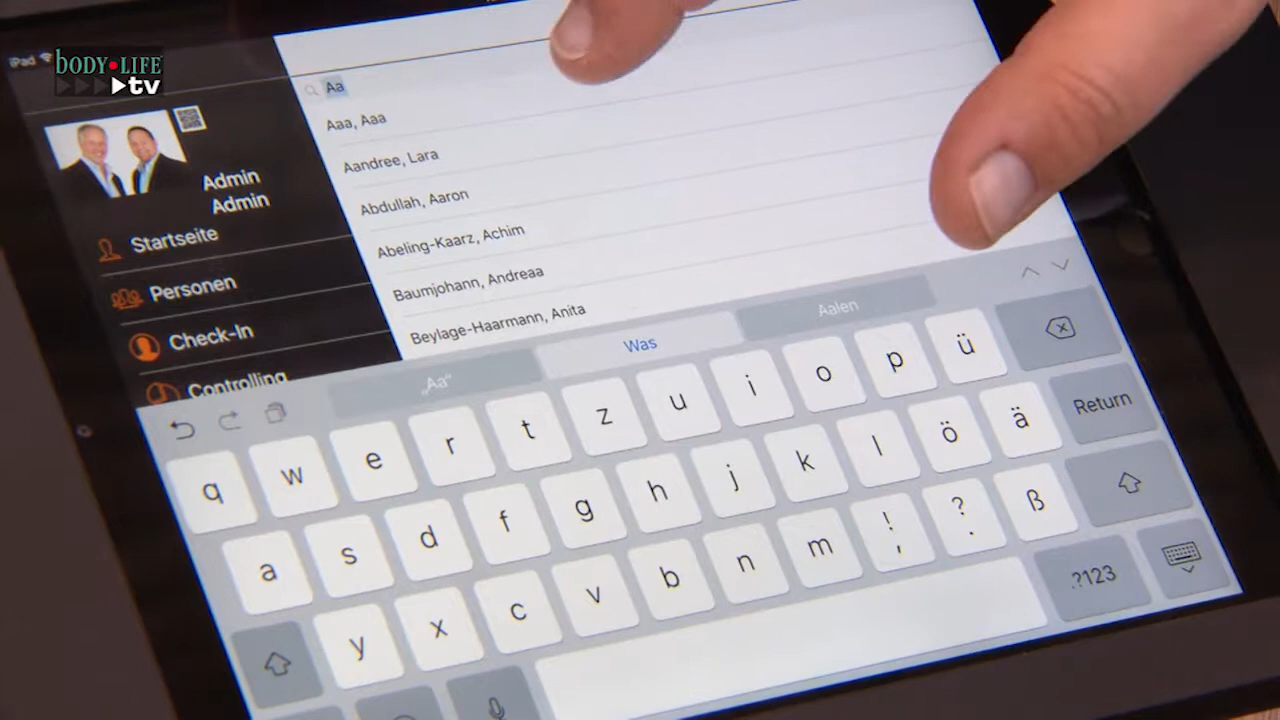 iPad
BODY•LIFE
tv
Aa
Aaa, Aaa
Aandree, Lara
Abdullah, Aaron
Abeling-Kaarz, Achim
Baumjohann, Andreaa
Beylage-Haarmann, Anita
Admin
Admin
Startseite
Personen
Check-In
Controlling
„Aa“ Was Aalen
q w e r t z u i o p ü
a s d f g h j k l ö ä Return
y x c v b n m ! , ? . ß
.?123